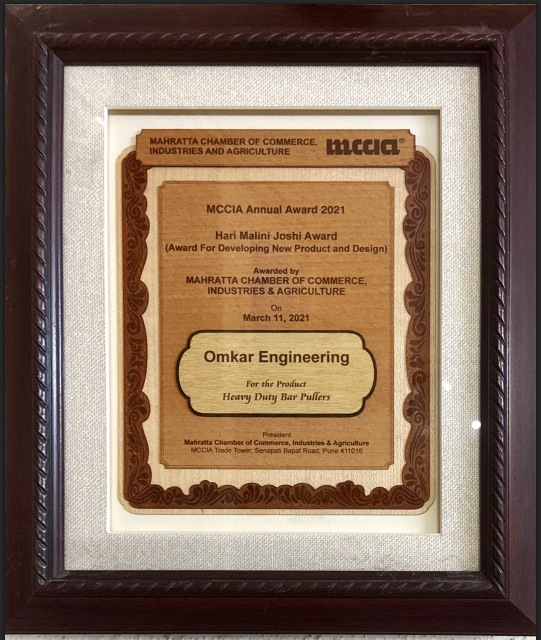 MAHRATTA CHAMBER OF COMMERCE,
INDUSTRIES AND AGRICULTURE
mccia®
MCCIA Annual Award 2021
Hari Malini Joshi Award
(Award For Developing New Product and Design)
Awarded by
MAHRATTA CHAMBER OF COMMERCE,
INDUSTRIES & AGRICULTURE
On
March 11, 2021
Omkar Engineering
For the Product
Heavy Duty Bar Pullers
President
Mahratta Chamber of Commerce, Industries & Agriculture
MCCIA Trade Tower, Senapati Bapat Road, Pune 411016